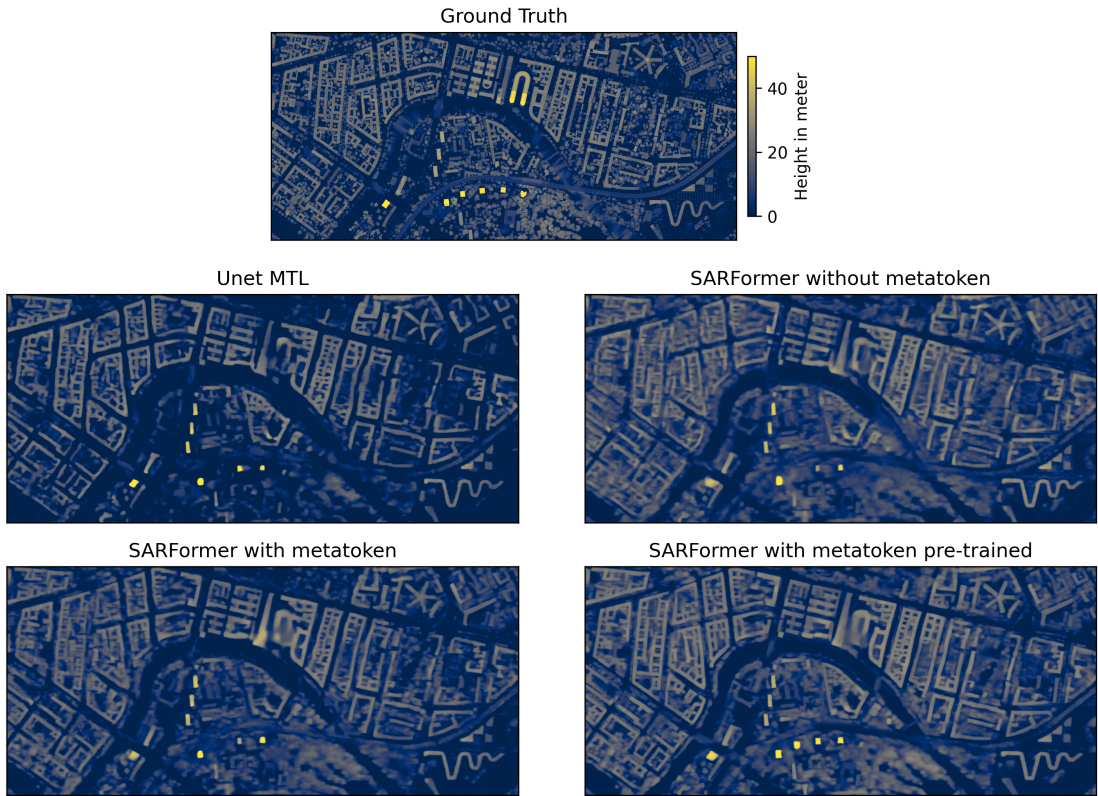 Ground Truth
40
20
0
Height in meter
Unet MTL
SARFormer without metatoken
SARFormer with metatoken
SARFormer with metatoken pre-trained